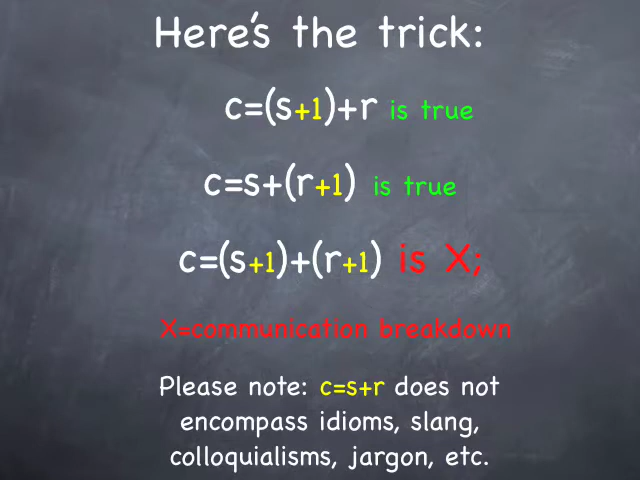 Here's the trick:
c=(s+1)+r is true
c=s+(r+1) is true
c=(s+1)+(r+1) is X;
X=communication breakdown
Please note: c=s+r does not
encompass idioms, slang,
colloquialisms, jargon, etc.